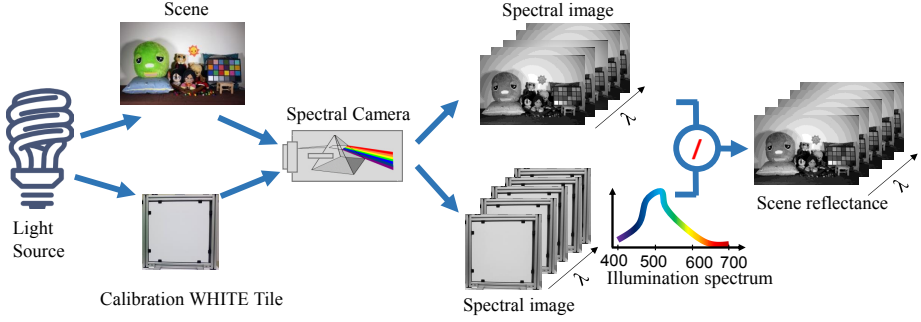 Scene
Spectral image
Spectral Camera
λ
/
Light
Source
λ
Scene reflectance
λ
400 500 600 700
Illumination spectrum
Calibration WHITE Tile
Spectral image